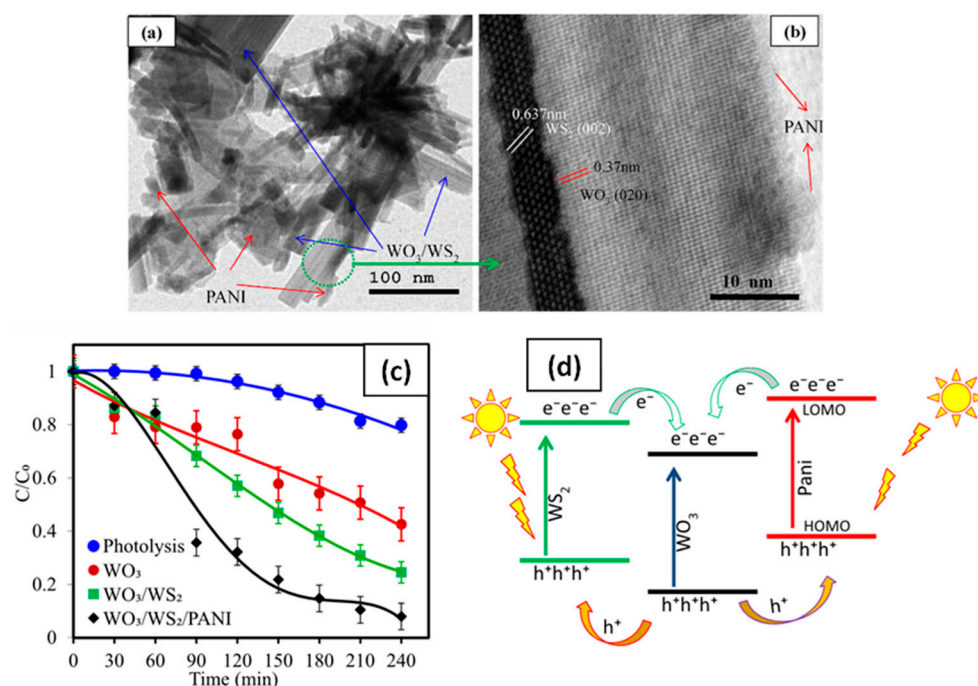 (a)
WO₃/WS₂
PANI
100 nm
(b)
0.637nm
WS₂ (002)
0.37nm
WO₃ (020)
PANI
10 nm
(c)
C/C₀
1
0.8
0.6
0.4
0.2
0
Photolysis
WO₃
WO₃/WS₂
WO₃/WS₂/PANI
0 30 60 90 120 150 180 210 240
Time (min)
(d)
e⁻e⁻e⁻
e⁻
e⁻
e⁻e⁻e⁻
LOMO
e⁻e⁻e⁻
WS₂
WO₃
Pani
HOMO
h⁺h⁺h⁺
h⁺h⁺h⁺
h⁺h⁺h⁺
h⁺
h⁺